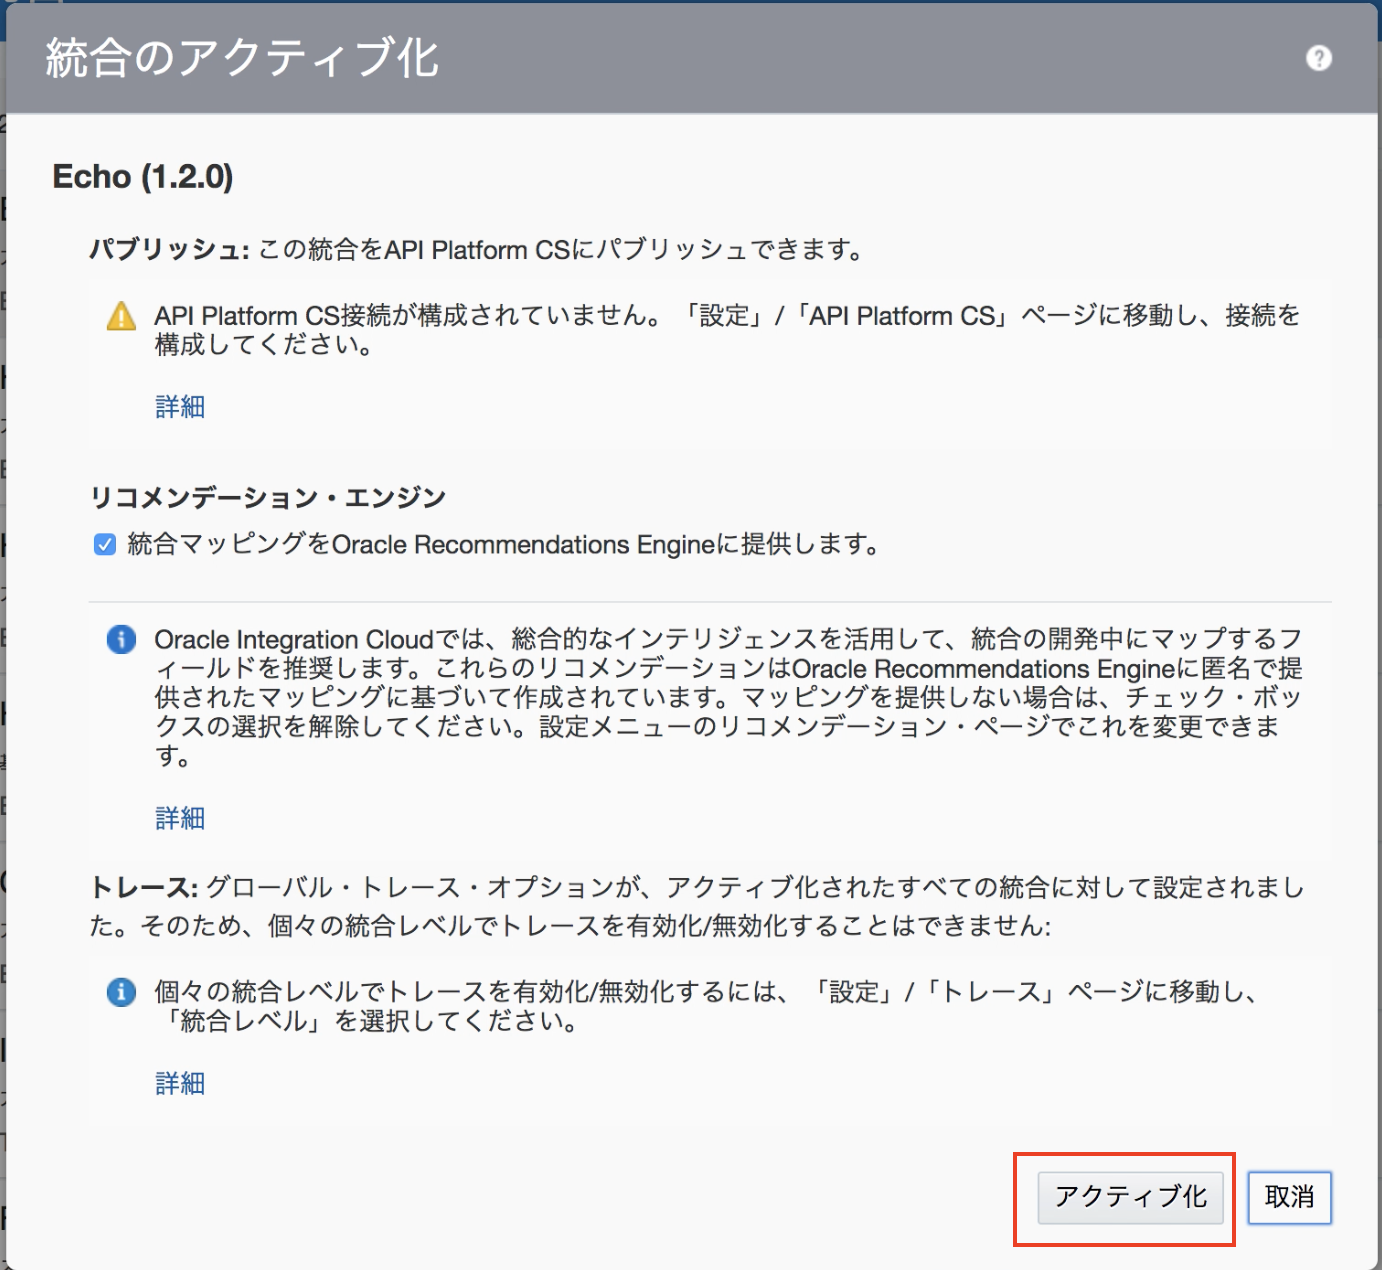 統合のアクティブ化
Echo (1.2.0)
パブリッシュ: この統合をAPI Platform CSにパブリッシュできます。
API Platform CS接続が構成されていません。「設定」/「API Platform CS」ページに移動し、接続を
構成してください。
詳細
リコメンデーション・エンジン
統合マッピングをOracle Recommendations Engineに提供します。
Oracle Integration Cloudでは、総合的なインテリジェンスを活用して、統合の開発中にマップするフ
ィールドを推奨します。これらのリコメンデーションはOracle Recommendations Engineに匿名で提
供されたマッピングに基づいて作成されています。マッピングを提供しない場合は、チェック・ボッ
クスの選択を解除してください。設定メニューのリコメンデーション・ページでこれを変更できま
す。
詳細
トレース: グローバル・トレース・オプションが、アクティブ化されたすべての統合に対して設定されまし
た。そのため、個々の統合レベルでトレースを有効化/無効化することはできません:
個々の統合レベルでトレースを有効化/無効化するには、「設定」/「トレース」ページに移動し、
「統合レベル」を選択してください。
詳細
アクティブ化
取消